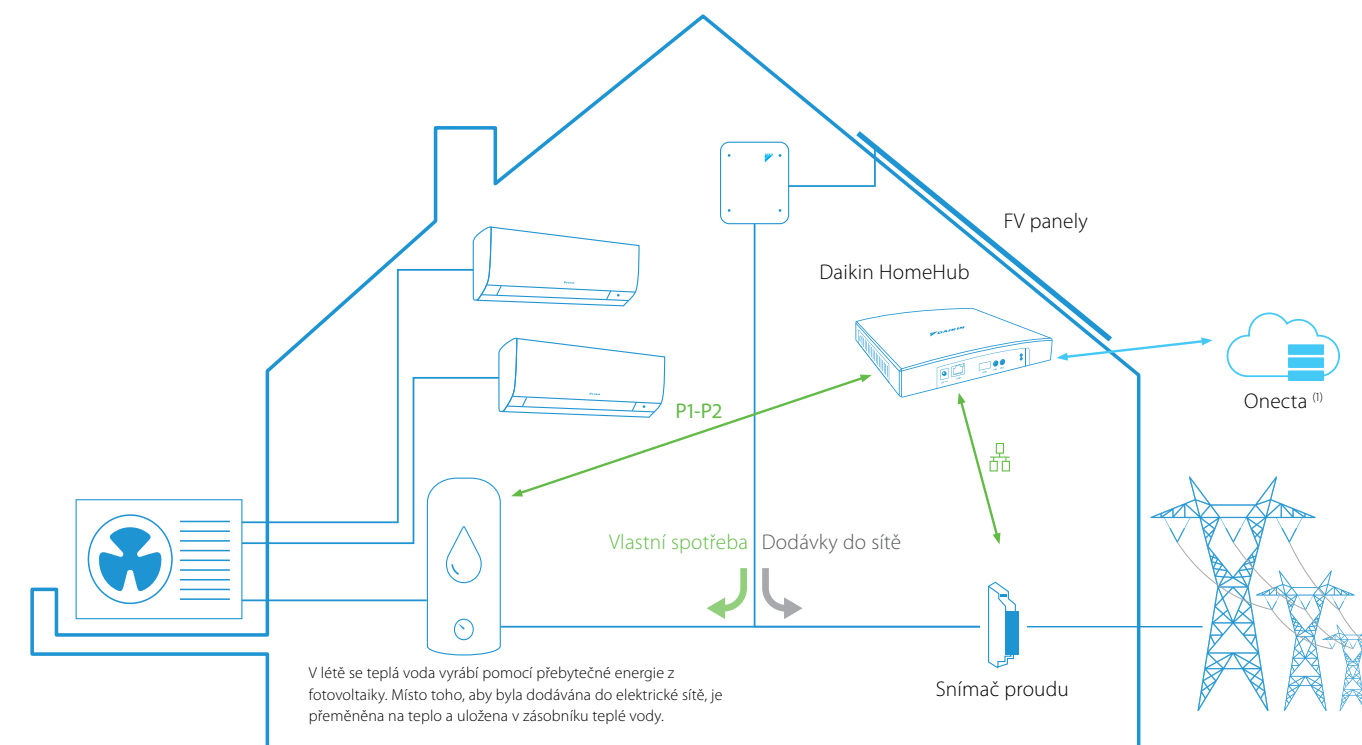 FV panely
Daikin HomeHub
DAIKIN
Onecta (1)
P1-P2
Vlastní spotřeba
Dodávky do sítě
Snímač proudu
V létě se teplá voda vyrábí pomocí přebytečné energie z
fotovoltaiky. Místo toho, aby byla dodávána do elektrické sítě, je
přeměněna na teplo a uložena v zásobníku teplé vody.